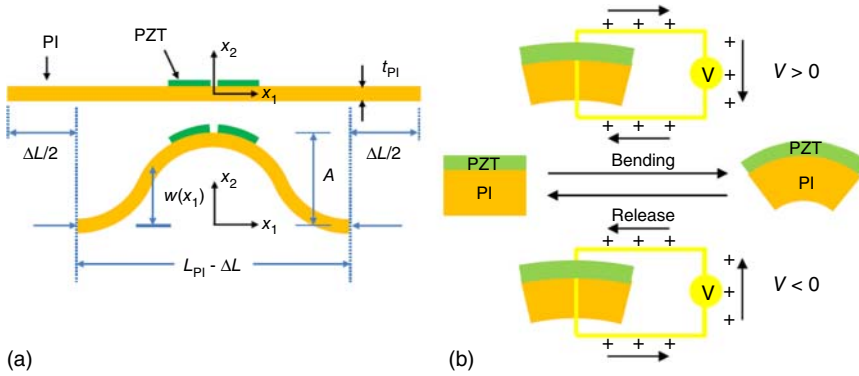 PI
PZT
x2
tPI
x1
ΔL/2
ΔL/2
A
x2
w(x1)
x1
LPI - ΔL
(a)
+ + +
V
+
+
+
V > 0
+ + +
PZT
PI
Bending
PZT
PI
Release
+ + +
V
+
+
+
V < 0
+ + +
(b)